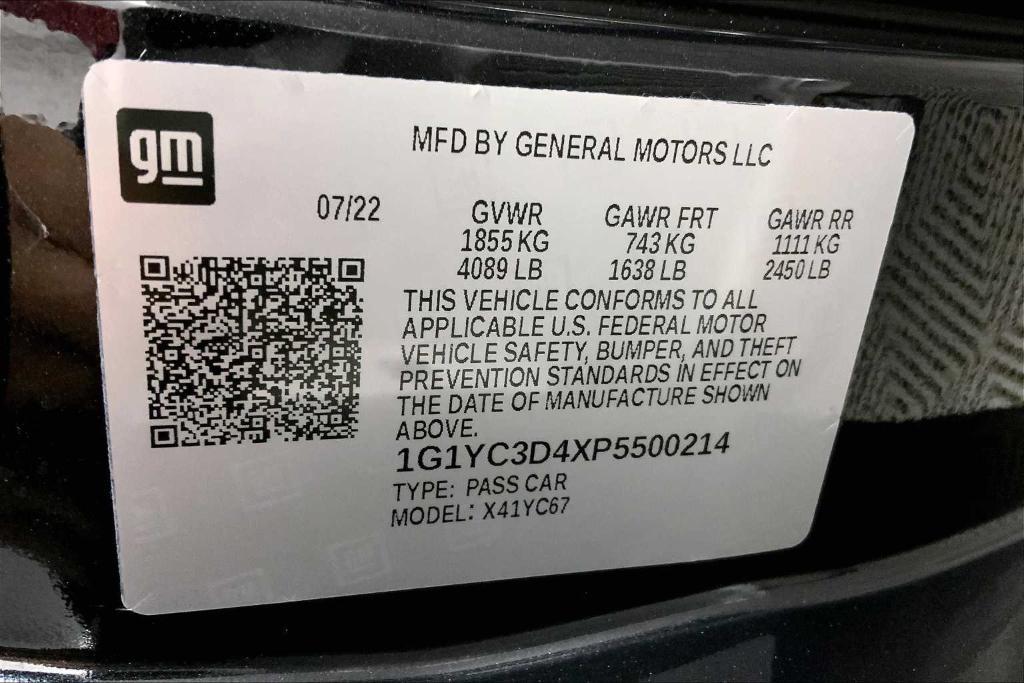 gm
MFD BY GENERAL MOTORS LLC
07/22 GVWR GAWR FRT GAWR RR
1855 KG 743 KG 1111 KG
4089 LB 1638 LB 2450 LB
THIS VEHICLE CONFORMS TO ALL
APPLICABLE U.S. FEDERAL MOTOR
VEHICLE SAFETY, BUMPER, AND THEFT
PREVENTION STANDARDS IN EFFECT ON
THE DATE OF MANUFACTURE SHOWN
ABOVE.
1G1YC3D4XP5500214
TYPE: PASS CAR
MODEL: X41YC67